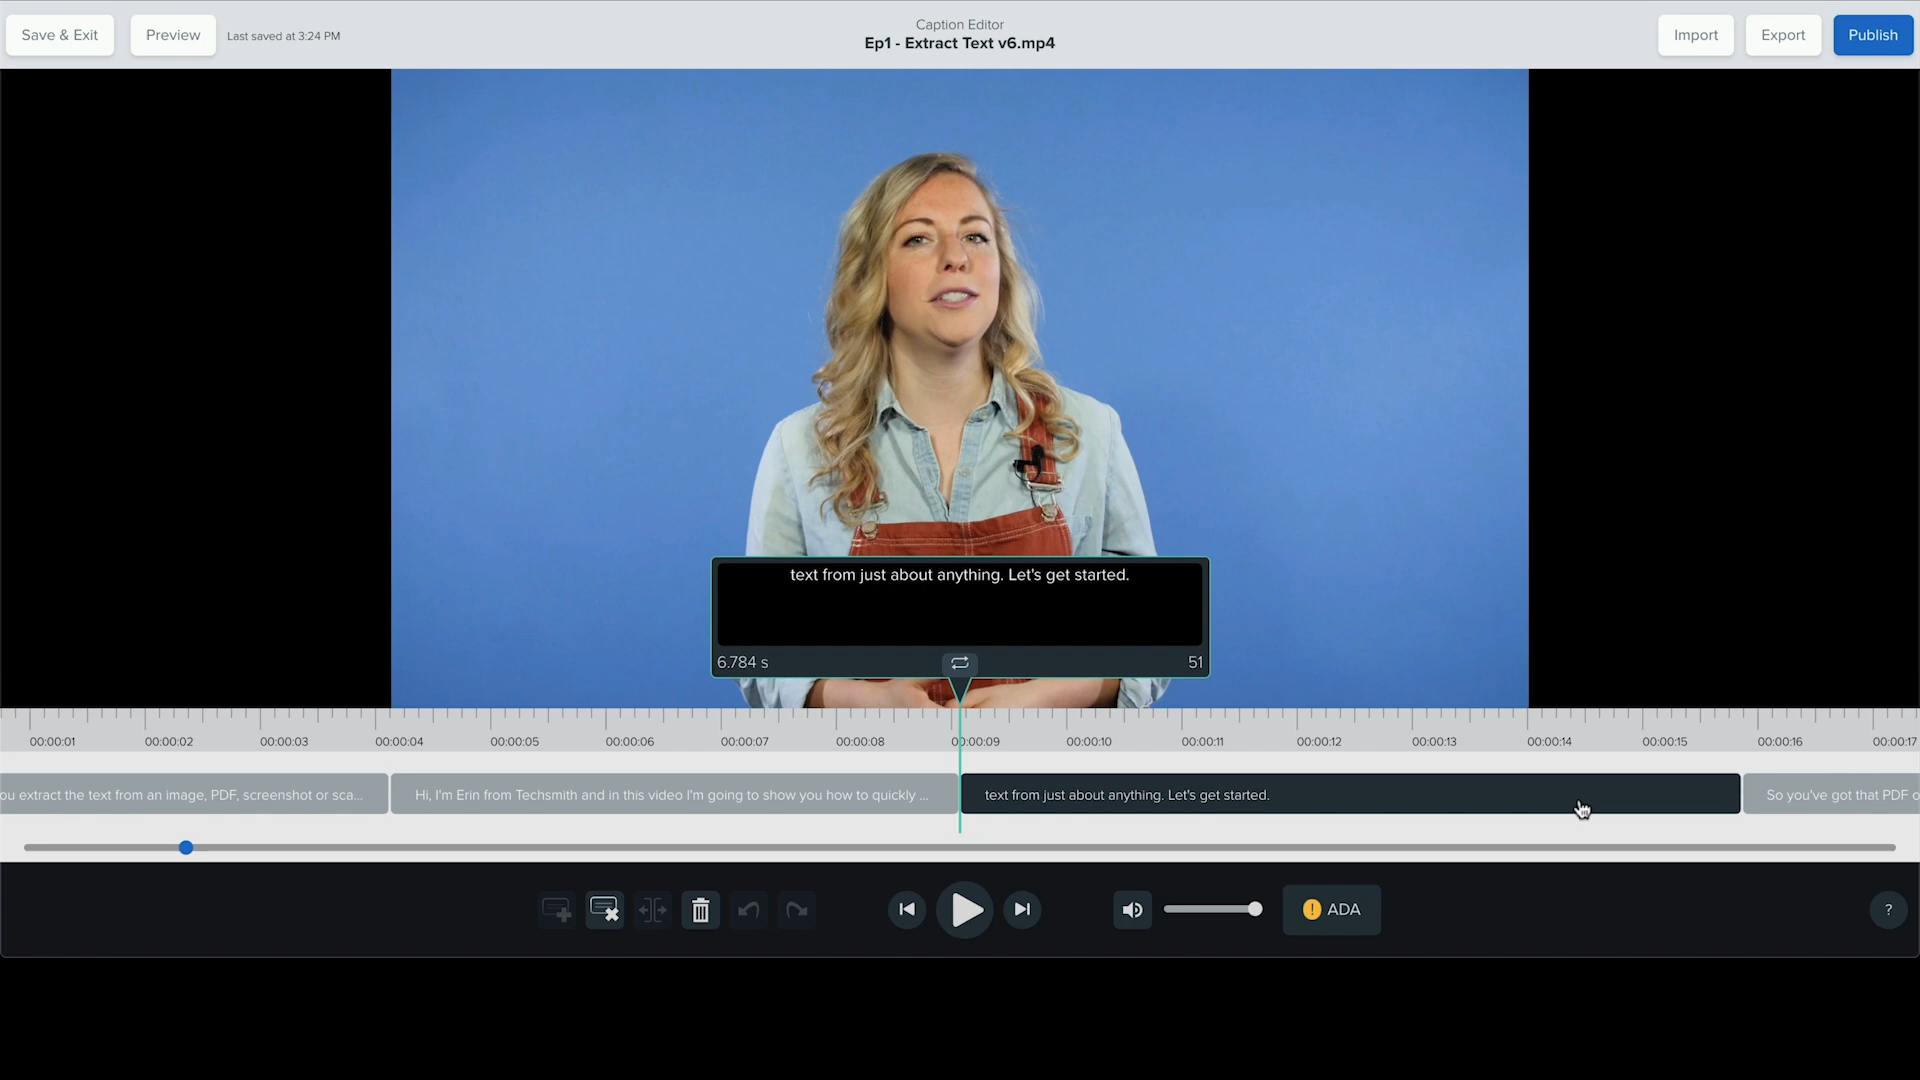 Save & Exit
Preview
Last saved at 3:24 PM
Caption Editor
Ep1 - Extract Text v6.mp4
Import
Export
Publish
text from just about anything. Let's get started.
6.784 s
51
00:00:01
00:00:02
00:00:03
00:00:04
00:00:05
00:00:06
00:00:07
00:00:08
00:00:09
00:00:10
00:00:11
00:00:12
00:00:13
00:00:14
00:00:15
00:00:16
00:00:17
ou extract the text from an image, PDF, screenshot or sca...
Hi, I'm Erin from Techsmith and in this video I'm going to show you how to quickly ...
text from just about anything. Let's get started.
So you've got that PDF o
! ADA
?